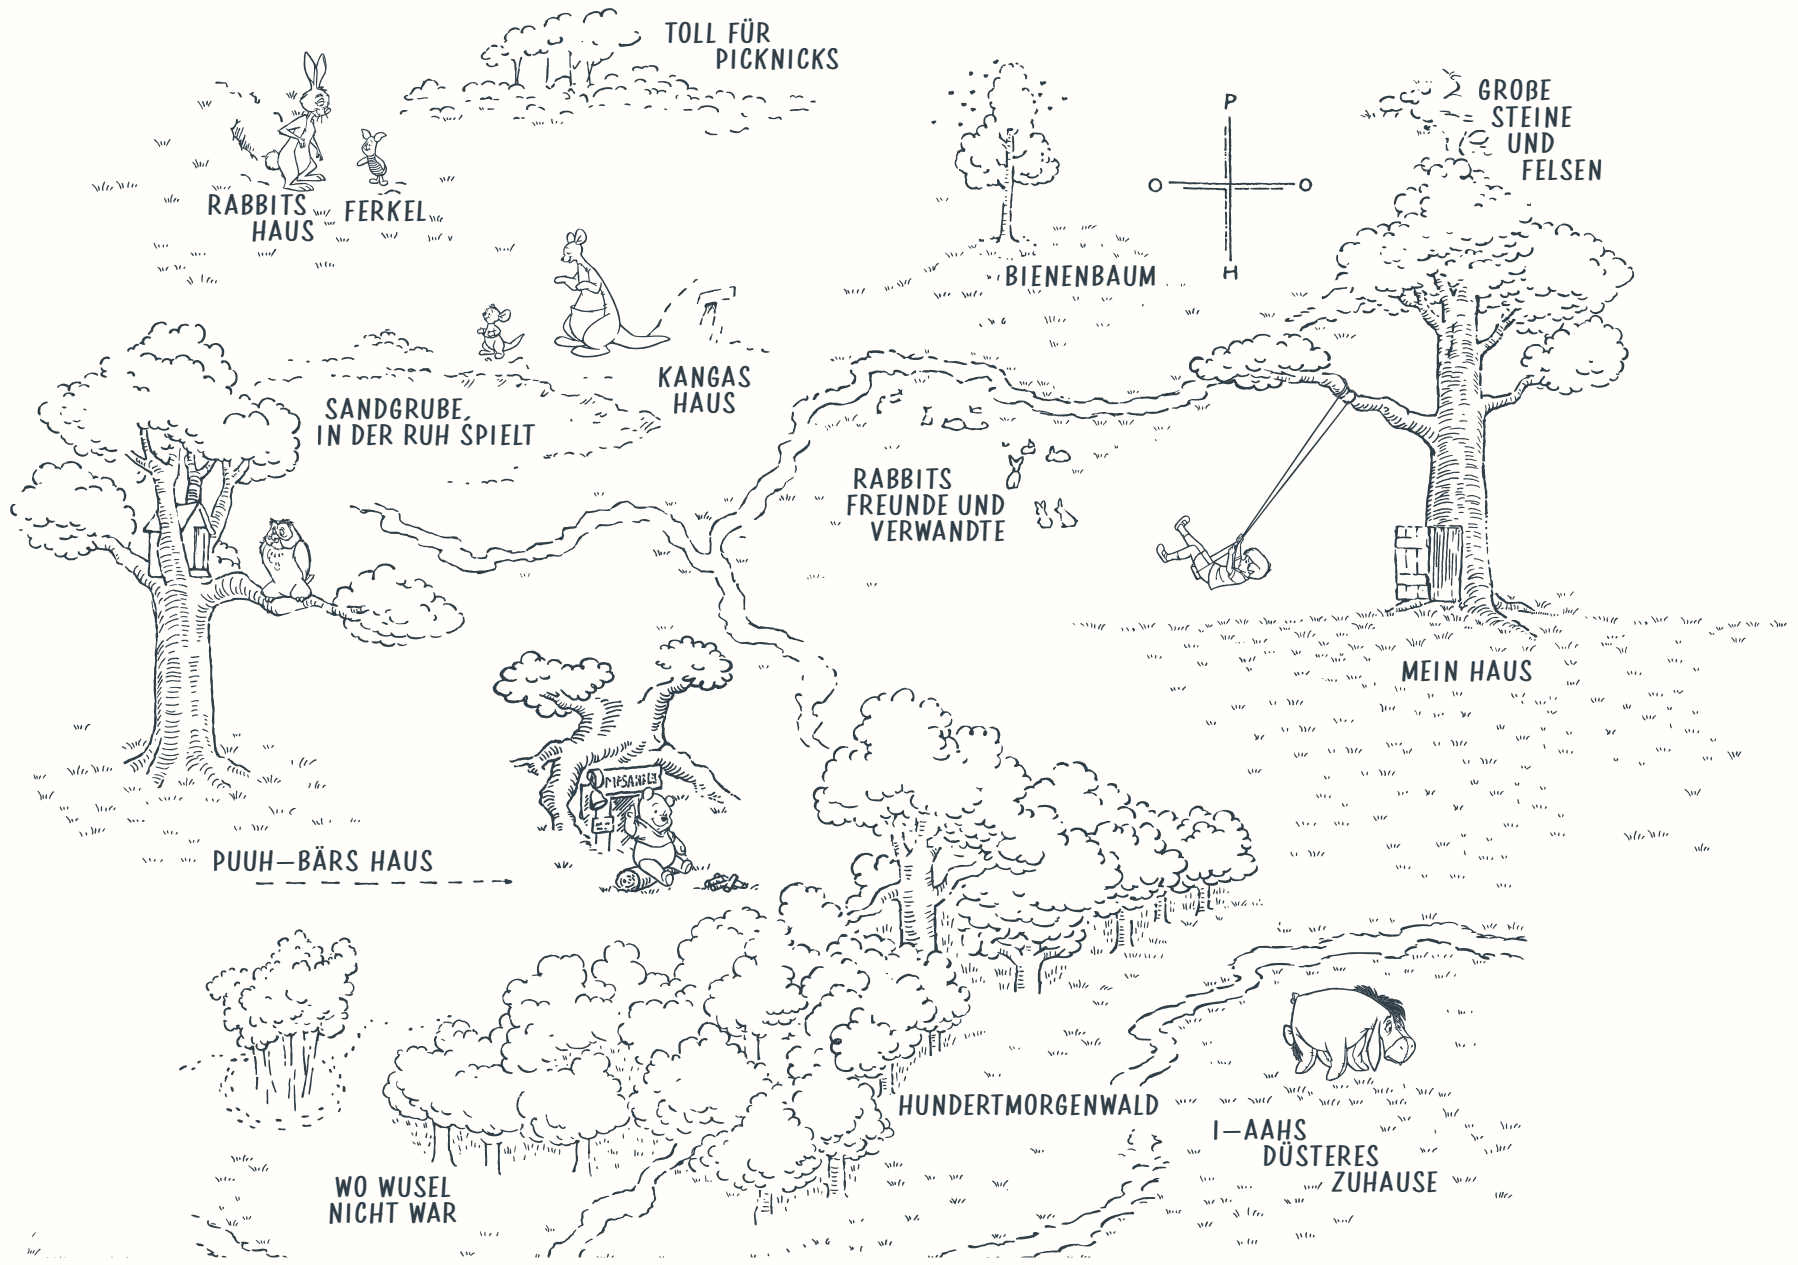 TOLL FÜR
PICKNICKS
GROßE
STEINE
UND
FELSEN
P
O O
H
RABBITS
HAUS
FERKEL
BIENENBAUM
KANGAS
HAUS
SANDGRUBE,
IN DER RUH SPIELT
RABBITS
FREUNDE UND
VERWANDTE
MEIN HAUS
PUUH–BÄRS HAUS
HUNDERTMORGENWALD
I–AAHS
DÜSTERES
ZUHAUSE
WO WUSEL
NICHT WAR